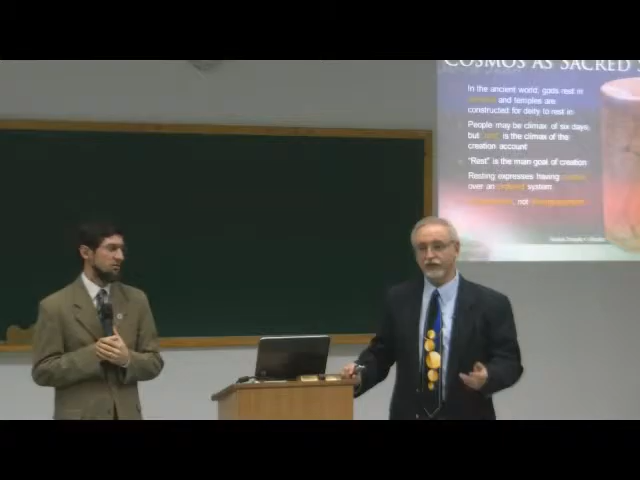 COSMOS AS SACRED S
In the ancient world, gods rest in
and temples are
constructed for deity to rest in
People may be climax of six days,
but is the climax of the
creation account
"Rest" is the main goal of creation
Resting expresses having
over an ordered system
, not